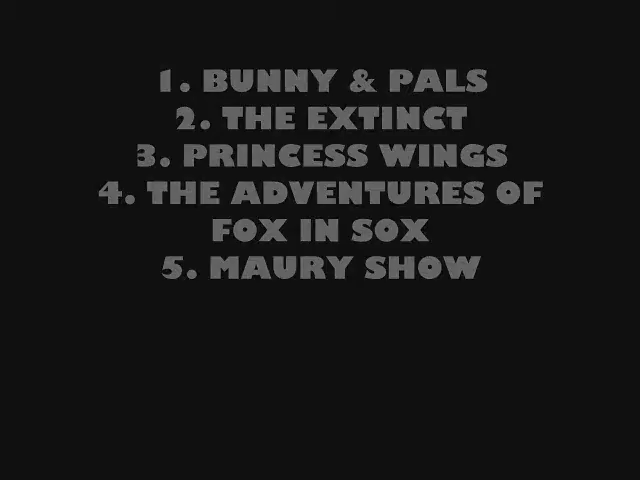 1. BUNNY & PALS
2. THE EXTINCT
3. PRINCESS WINGS
4. THE ADVENTURES OF
FOX IN SOX
5. MAURY SHOW